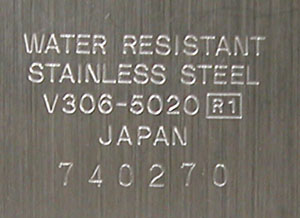 WATER RESISTANT
STAINLESS STEEL
V306-5020 R1
JAPAN
740270